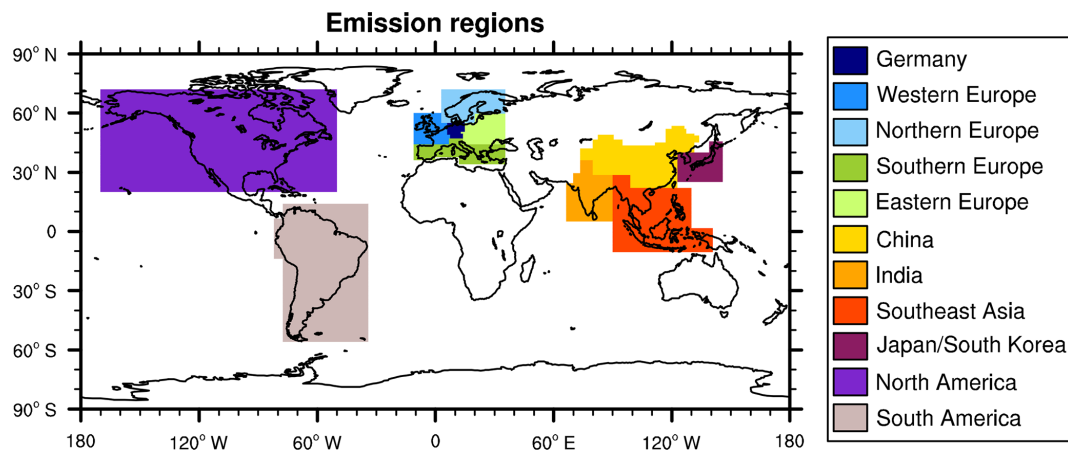 Emission regions
90° N
60° N
30° N
0
30° S
60° S
90° S
180
120° W
60° W
0
60° E
120° W
180
Germany
Western Europe
Northern Europe
Southern Europe
Eastern Europe
China
India
Southeast Asia
Japan/South Korea
North America
South America